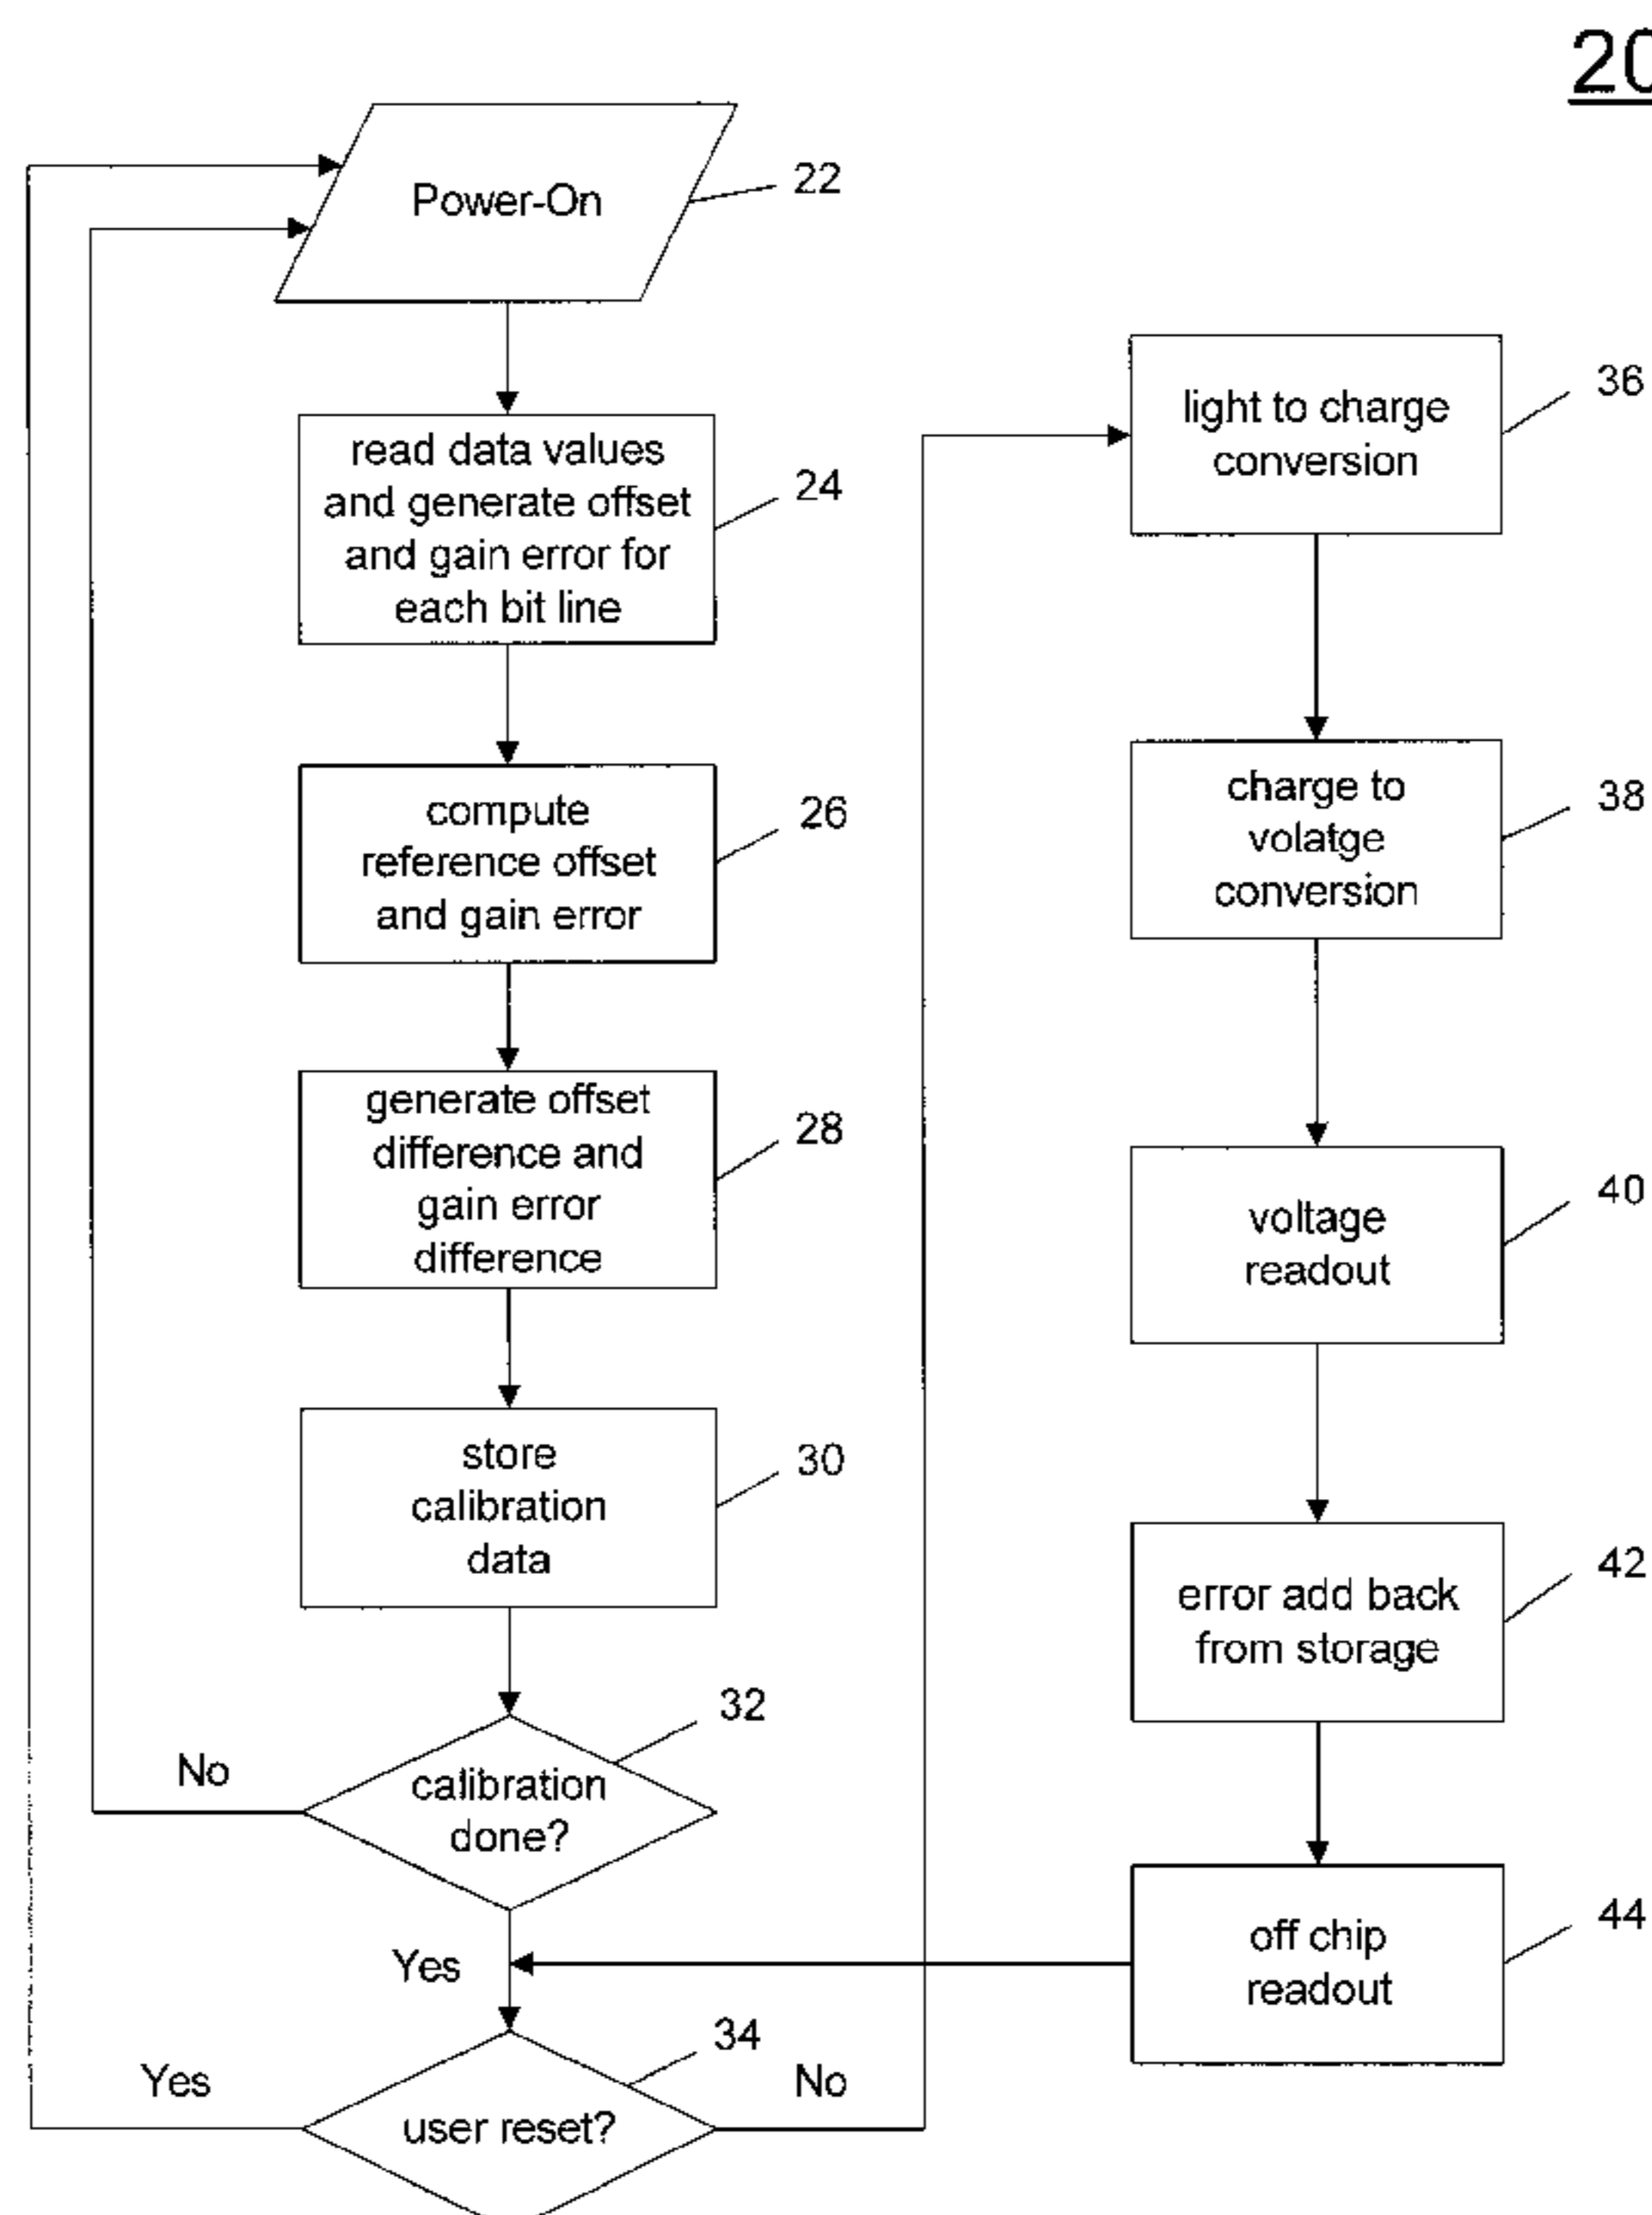 20
Power-On
22
read data values
and generate offset
and gain error for
each bit line
24
compute
reference offset
and gain error
26
generate offset
difference and
gain error
difference
28
store
calibration
data
30
calibration
done?
32
No
Yes
user reset?
34
Yes
No
light to charge
conversion
36
charge to
volatge
conversion
38
voltage
readout
40
error add back
from storage
42
off chip
readout
44